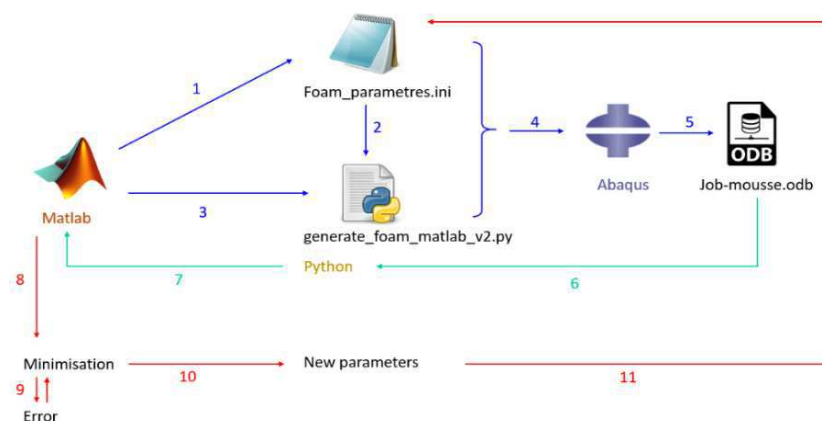 1
Foam_parametres.ini
2
4
5
ODB
Matlab
3
Abaqus
Job-mousse.odb
generate_foam_matlab_v2.py
Python
7
6
8
Minimisation
10
New parameters
11
9
Error